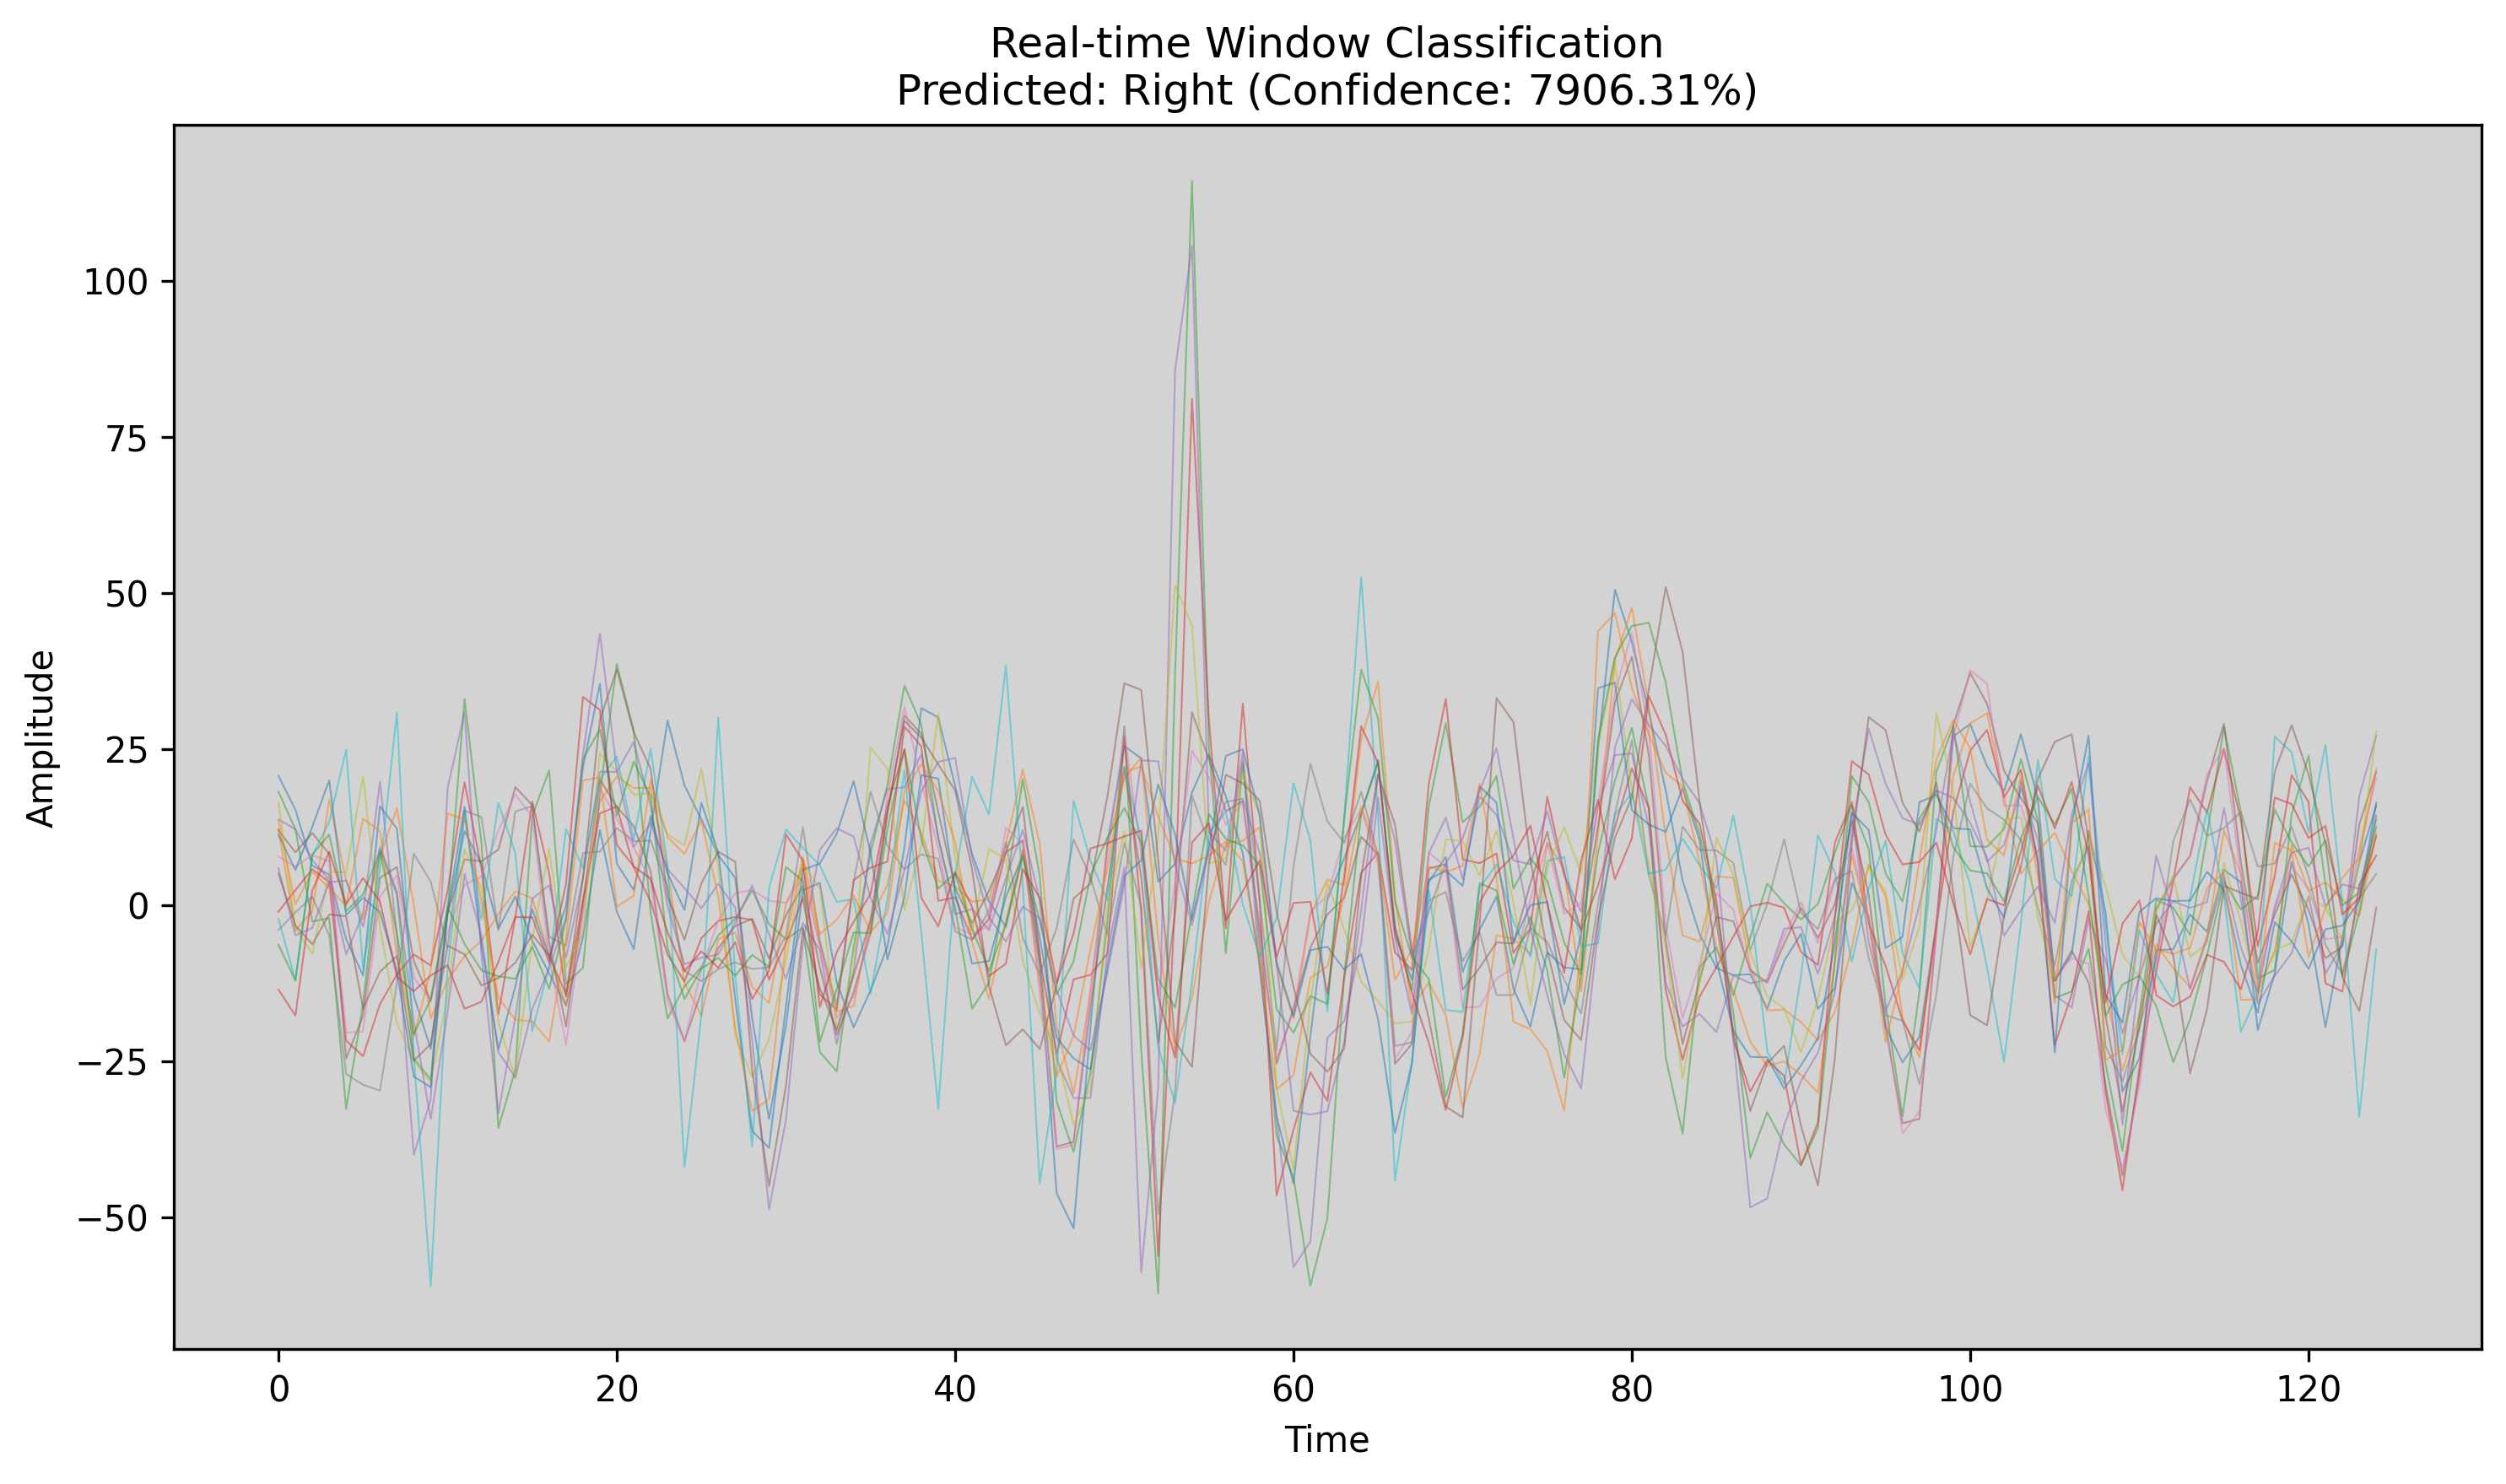 Real-time Window Classification
Predicted: Right (Confidence: 7906.31%)
100
75
50
25
0
−25
−50
Amplitude
0 20 40 60 80 100 120
Time